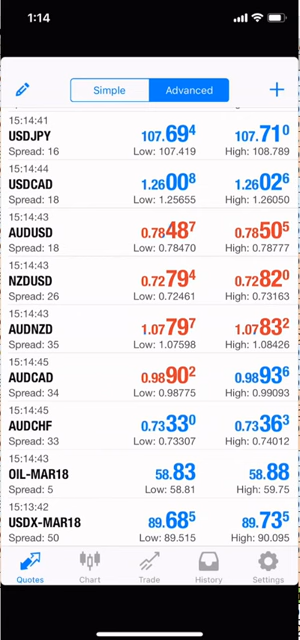 1:14
Simple Advanced
15:14:41
USDJPY 107.694 107.710
Spread: 16 Low: 107.419 High: 108.789
15:14:44
USDCAD 1.26008 1.26026
Spread: 18 Low: 1.25655 High: 1.26050
15:14:43
AUDUSD 0.78487 0.78505
Spread: 18 Low: 0.78470 High: 0.78777
15:14:43
NZDUSD 0.72794 0.72820
Spread: 26 Low: 0.72461 High: 0.73163
15:14:43
AUDNZD 1.07797 1.07832
Spread: 35 Low: 1.07598 High: 1.08426
15:14:45
AUDCAD 0.98902 0.98936
Spread: 34 Low: 0.98775 High: 0.99093
15:14:45
AUDCHF 0.73330 0.73363
Spread: 33 Low: 0.73307 High: 0.74012
15:14:43
OIL-MAR18 58.83 58.88
Spread: 5 Low: 58.81 High: 59.75
15:13:42
USDX-MAR18 89.685 89.735
Spread: 50 Low: 89.515 High: 90.095
Quotes Chart Trade History Settings